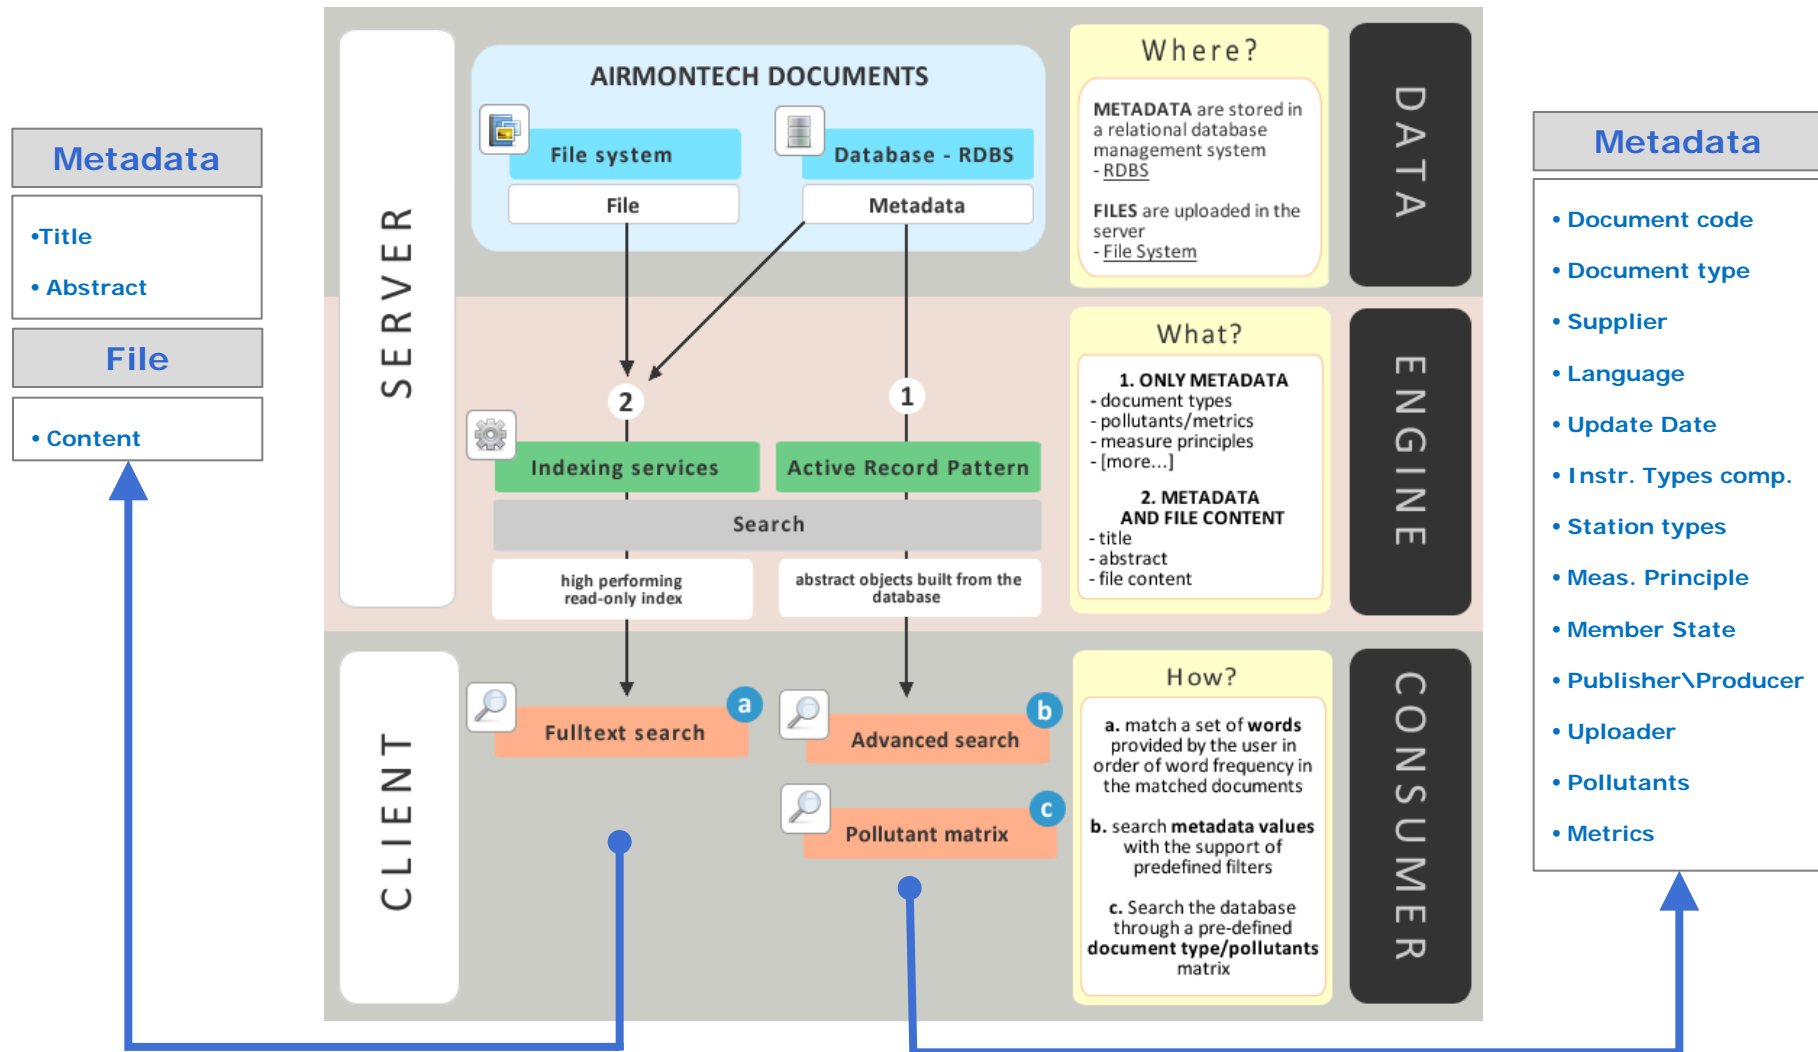 Metadata
•Title
• Abstract
File
• Content
SERVER
CLIENT
AIRMONTECH DOCUMENTS
File system
File
Database - RDBS
Metadata
2
1
Indexing services
Active Record Pattern
Search
high performing
read-only index
abstract objects built from the
database
Fulltext search
a
Advanced search
b
Pollutant matrix
c
Where?
METADATA are stored in
a relational database
management system
- RDBS
FILES are uploaded in the
server
- File System
What?
1. ONLY METADATA
- document types
- pollutants/metrics
- measure principles
- [more...]
2. METADATA
AND FILE CONTENT
- title
- abstract
- file content
How?
a. match a set of words
provided by the user in
order of word frequency in
the matched documents
b. search metadata values
with the support of
predefined filters
c. Search the database
through a pre-defined
document type/pollutants
matrix
DATA
ENGINE
CONSUMER
Metadata
• Document code
• Document type
• Supplier
• Language
• Update Date
• Instr. Types comp.
• Station types
• Meas. Principle
• Member State
• Publisher\Producer
• Uploader
• Pollutants
• Metrics